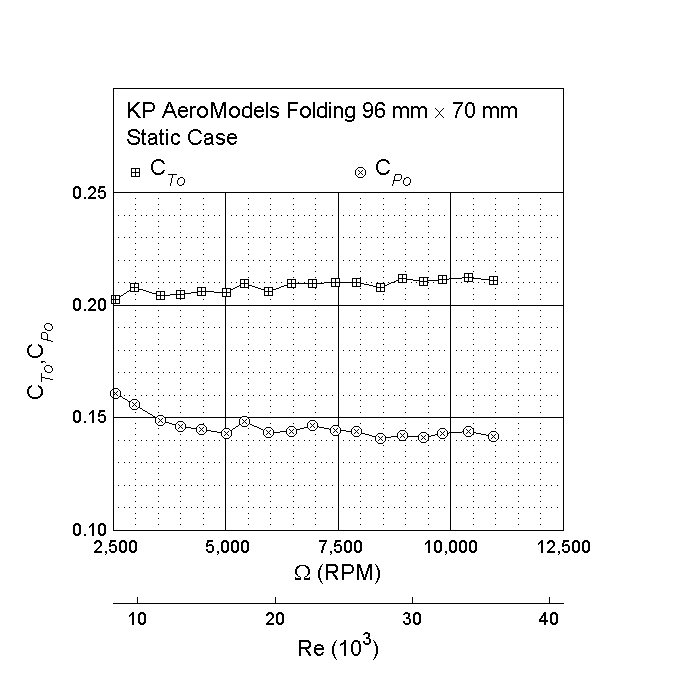 KP AeroModels Folding 96 mm × 70 mm
Static Case
C_To C_Po
0.25
0.20
0.15
0.10
C_To,C_Po
2,500 5,000 7,500 10,000 12,500
Ω (RPM)
10 20 30 40
Re (10³)